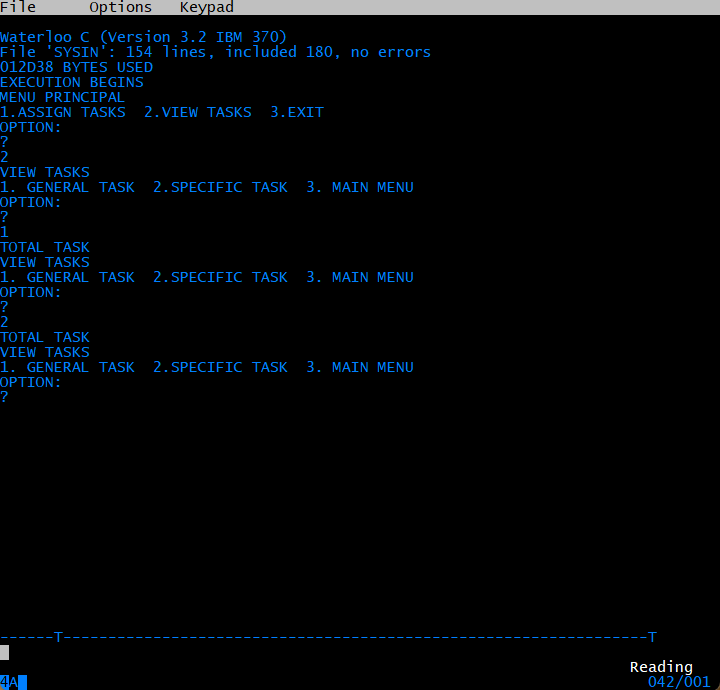 File      Options   Keypad
Waterloo C (Version 3.2 IBM 370)
File 'SYSIN': 154 lines, included 180, no errors
012D38 BYTES USED
EXECUTION BEGINS
MENU PRINCIPAL
1.ASSIGN TASKS  2.VIEW TASKS  3.EXIT
OPTION:
?
2
VIEW TASKS
1. GENERAL TASK  2.SPECIFIC TASK  3. MAIN MENU
OPTION:
?
1
TOTAL TASK
VIEW TASKS
1. GENERAL TASK  2.SPECIFIC TASK  3. MAIN MENU
OPTION:
?
2
TOTAL TASK
VIEW TASKS
1. GENERAL TASK  2.SPECIFIC TASK  3. MAIN MENU
OPTION:
?
------T-----------------------------------------------------------------T
Reading
4A 042/001